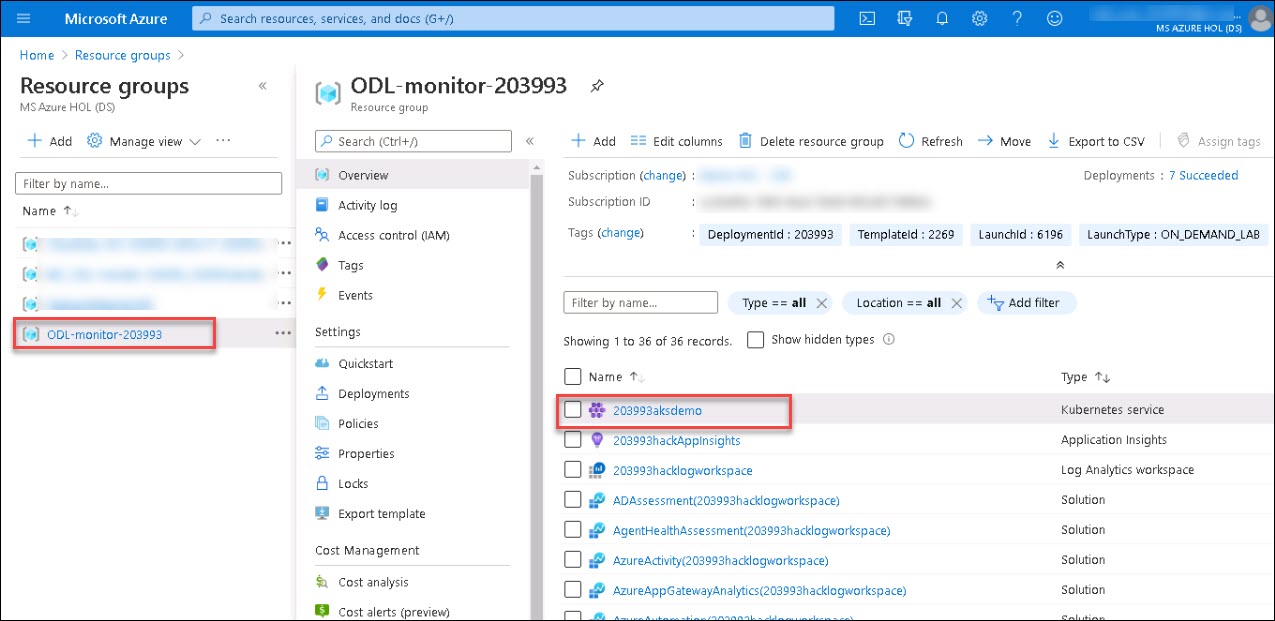 Microsoft Azure
Search resources, services, and docs (G+/)
MS AZURE HOL (DS)
Home > Resource groups >
Resource groups
MS Azure HOL (DS)
Add Manage view ...
Filter by name...
Name
ODL-monitor-203993
ODL-monitor-203993
Resource group
Search (Ctrl+/)
Overview
Activity log
Access control (IAM)
Tags
Events
Settings
Quickstart
Deployments
Policies
Properties
Locks
Export template
Cost Management
Cost analysis
Cost alerts (preview)
Add Edit columns Delete resource group Refresh Move Export to CSV Assign tags
Subscription (change) :
Deployments : 7 Succeeded
Subscription ID :
Tags (change) : DeploymentId : 203993 TemplateId : 2269 LaunchId : 6196 LaunchType : ON_DEMAND_LAB
Filter by name... Type == all Location == all Add filter
Showing 1 to 36 of 36 records. Show hidden types
Name Type
203993aksdemo Kubernetes service
203993hackAppInsights Application Insights
203993hacklogworkspace Log Analytics workspace
ADAssessment(203993hacklogworkspace) Solution
AgentHealthAssessment(203993hacklogworkspace) Solution
AzureActivity(203993hacklogworkspace) Solution
AzureAppGatewayAnalytics(203993hacklogworkspace) Solution
AzureAutomation(203993hacklogworkspace) Solution